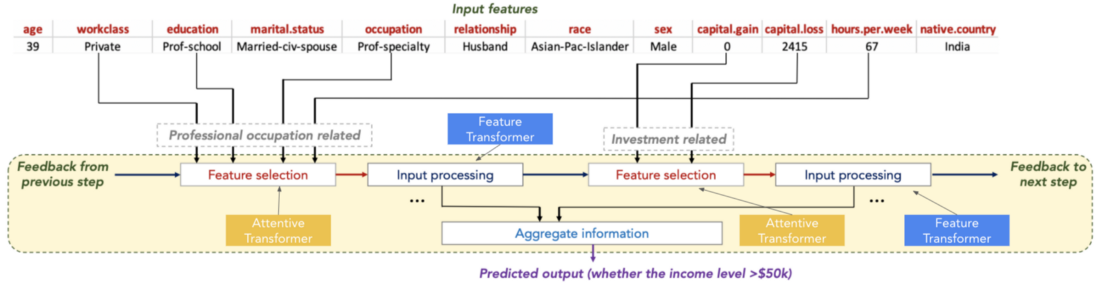 Input features
age workclass education marital.status occupation relationship race sex capital.gain capital.loss hours.per.week native.country
39 Private Prof-school Married-civ-spouse Prof-specialty Husband Asian-Pac-Islander Male 0 2415 67 India
Professional occupation related
Feature
Transformer
Investment related
Feedback from
previous step
Feature selection
Input processing
Feature selection
Input processing
Feedback to
next step
...
...
Attentive
Transformer
Aggregate information
Attentive
Transformer
Feature
Transformer
Predicted output (whether the income level >$50k)